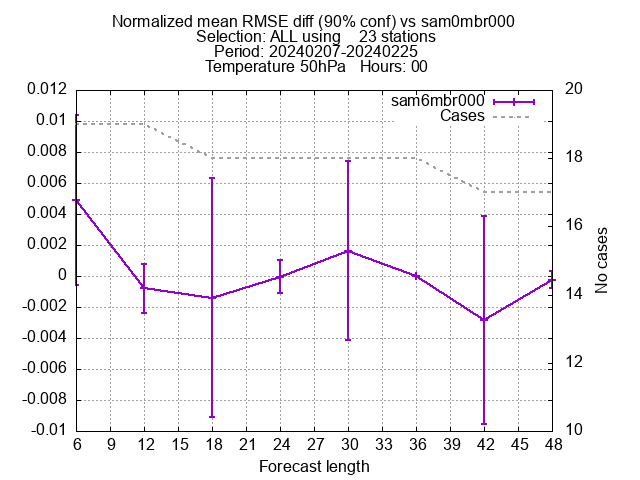 Normalized mean RMSE diff (90% conf) vs sam0mbr000
Selection: ALL using    23 stations
Period: 20240207-20240225
Temperature 50hPa   Hours: 00
sam6mbr000
Cases
0.012
0.01
0.008
0.006
0.004
0.002
0
-0.002
-0.004
-0.006
-0.008
-0.01
20
18
16
14
12
10
No cases
6 9 12 15 18 21 24 27 30 33 36 39 42 45 48
Forecast length